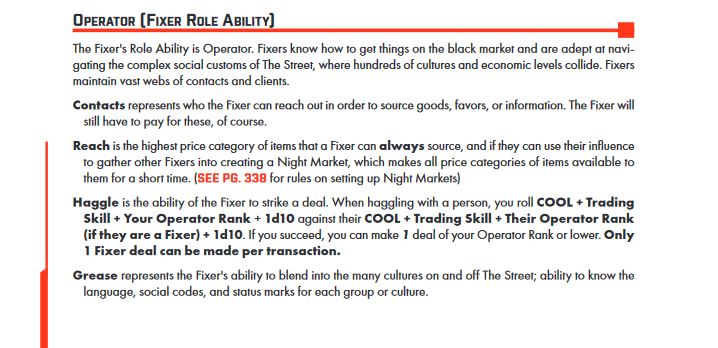 OPERATOR (FIXER ROLE ABILITY)
The Fixer's Role Ability is Operator. Fixers know how to get things on the black market and are adept at navi-
gating the complex social customs of The Street, where hundreds of cultures and economic levels collide. Fixers
maintain vast webs of contacts and clients.
Contacts represents who the Fixer can reach out in order to source goods, favors, or information. The Fixer will
still have to pay for these, of course.
Reach is the highest price category of items that a Fixer can always source, and if they can use their influence
to gather other Fixers into creating a Night Market, which makes all price categories of items available to
them for a short time. (SEE PG. 338 for rules on setting up Night Markets)
Haggle is the ability of the Fixer to strike a deal. When haggling with a person, you roll COOL + Trading
Skill + Your Operator Rank + 1d10 against their COOL + Trading Skill + Their Operator Rank
(if they are a Fixer) + 1d10. If you succeed, you can make 1 deal of your Operator Rank or lower. Only
1 Fixer deal can be made per transaction.
Grease represents the Fixer's ability to blend into the many cultures on and off The Street; ability to know the
language, social codes, and status marks for each group or culture.